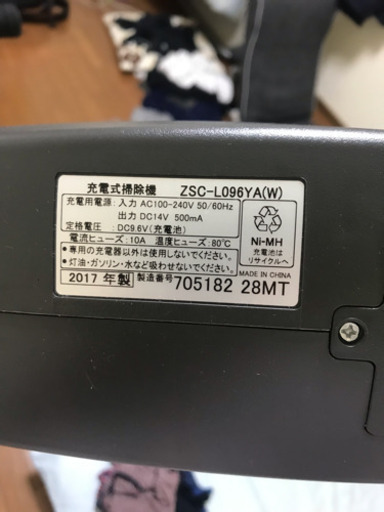 充電式掃除機 ZSC-L096YA(W)
充電用電源：入力 AC100~240V 50/60Hz
出力 DC14V 500mA
定格電圧：DC9.6V(充電池)
電流ヒューズ：10A 温度ヒューズ：80℃
●専用の充電器以外は使用しないでください。
●灯油・ガソリン・水など吸わせないでください。
Ni-MH
充電池は
リサイクルへ
MADE IN CHINA
2017 年製 製造番号 705182 28MT